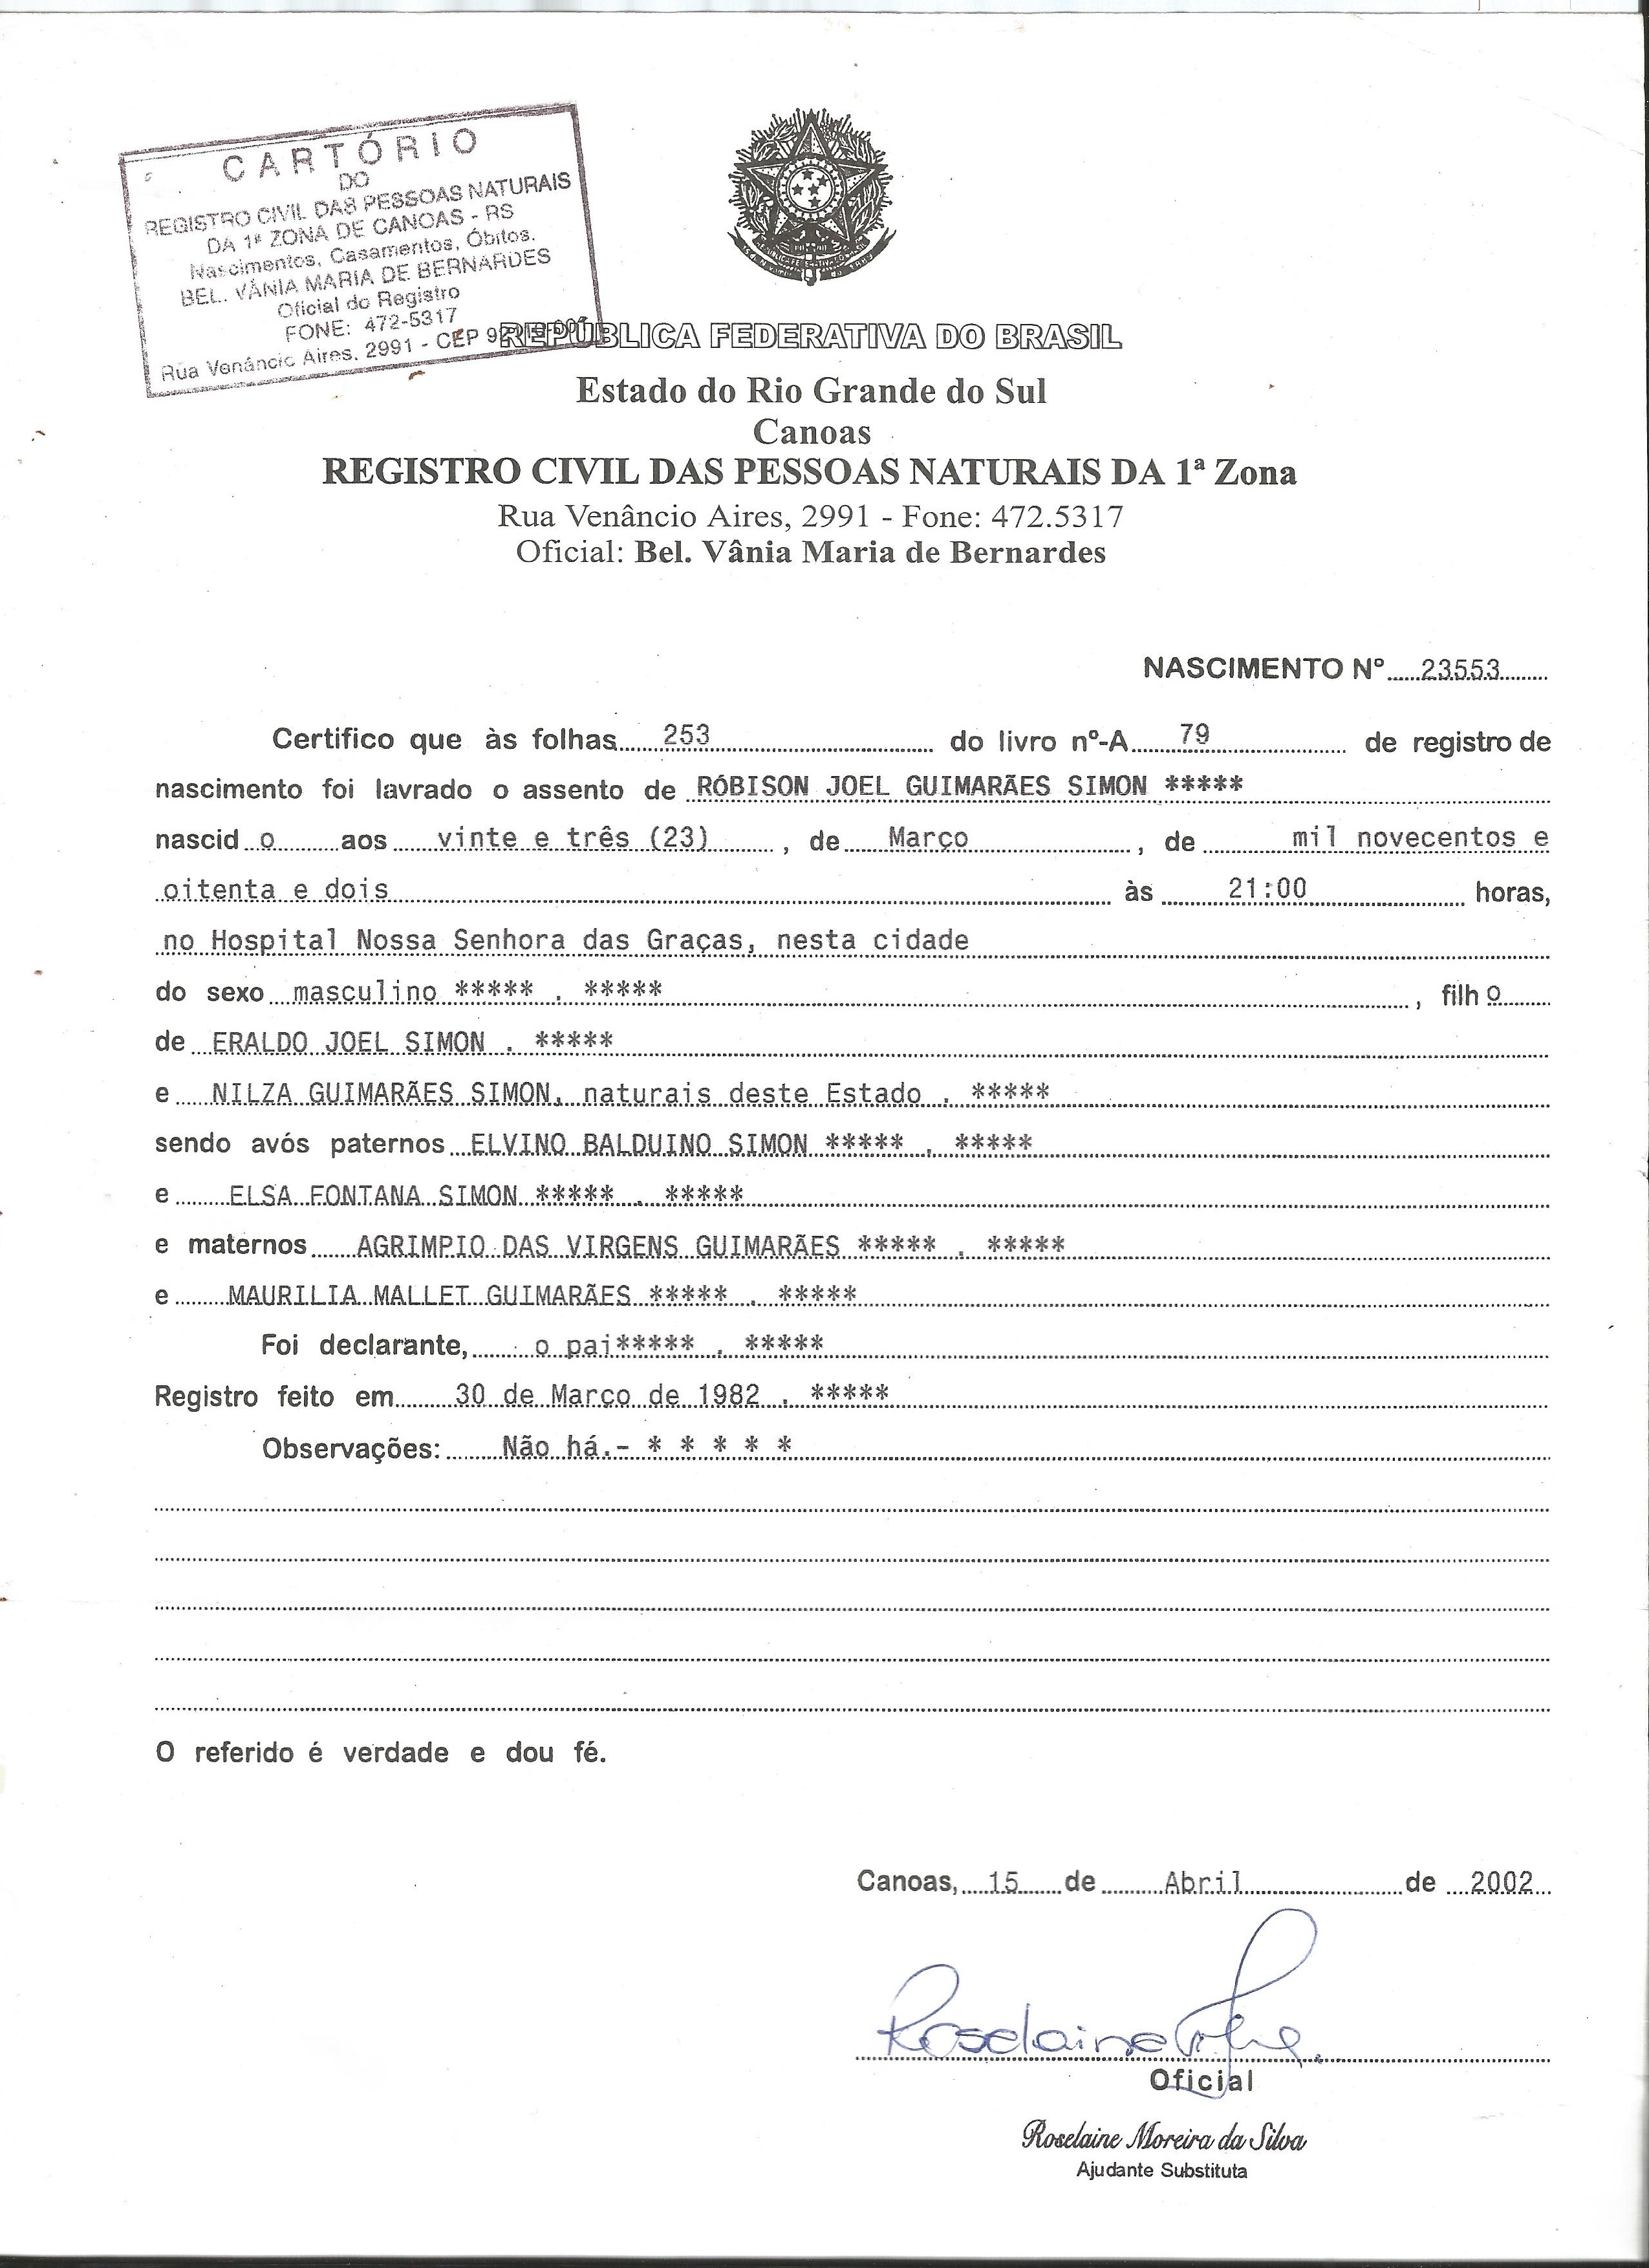 CARTÓRIO
DO
REGISTRO CIVIL DAS PESSOAS NATURAIS
DA 1ª ZONA DE CANOAS - RS
Nascimentos, Casamentos, Óbitos.
BEL. VÂNIA MARIA DE BERNARDES
Oficial do Registro
FONE: 472-5317
Rua Venâncio Aires, 2991 - CEP
REPÚBLICA FEDERATIVA DO BRASIL
Estado do Rio Grande do Sul
Canoas
REGISTRO CIVIL DAS PESSOAS NATURAIS DA 1ª Zona
Rua Venâncio Aires, 2991 - Fone: 472.5317
Oficial: Bel. Vânia Maria de Bernardes
NASCIMENTO Nº 23553
Certifico que às folhas 253 do livro nº-A 79 de registro de
nascimento foi lavrado o assento de RÓBISON JOEL GUIMARÃES SIMON *****
nascid o aos vinte e três (23) , de Março , de mil novecentos e
oitenta e dois às 21:00 horas,
no Hospital Nossa Senhora das Graças, nesta cidade
do sexo masculino ***** . ***** , filh o
de ERALDO JOEL SIMON . *****
e NILZA GUIMARÃES SIMON, naturais deste Estado . *****
sendo avós paternos ELVINO BALDUINO SIMON ***** . *****
e ELSA FONTANA SIMON ***** . *****
e maternos AGRIMPIO DAS VIRGENS GUIMARÃES ***** . *****
e MAURILIA MALLET GUIMARÃES ***** . *****
Foi declarante, o pai***** . *****
Registro feito em 30 de Março de 1982 . *****
Observações: Não há.- * * * * *
O referido é verdade e dou fé.
Canoas, 15 de Abril de 2002
Roselaine
Oficial
Roselaine Moreira da Silva
Ajudante Substituta